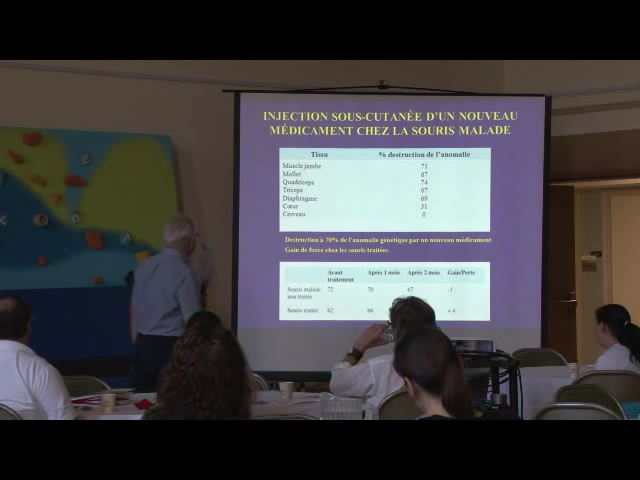 INJECTION SOUS-CUTANÉE D'UN NOUVEAU
MÉDICAMENT CHEZ LA SOURIS MALADE
Tissu % destruction de l'anomalie
Muscle jambe 71
Mollet 67
Quadriceps 74
Triceps 67
Diaphragme 69
Cœur 51
Cerveau 0
Destruction à 70% de l'anomalie génétique par un nouveau médicament
Gain de force chez les souris traitées
Avant Après 1 mois Après 2 mois Gain/Perte
traitement
Souris malade 72 70 67
non traitée
Souris traitée 62 66 + 4